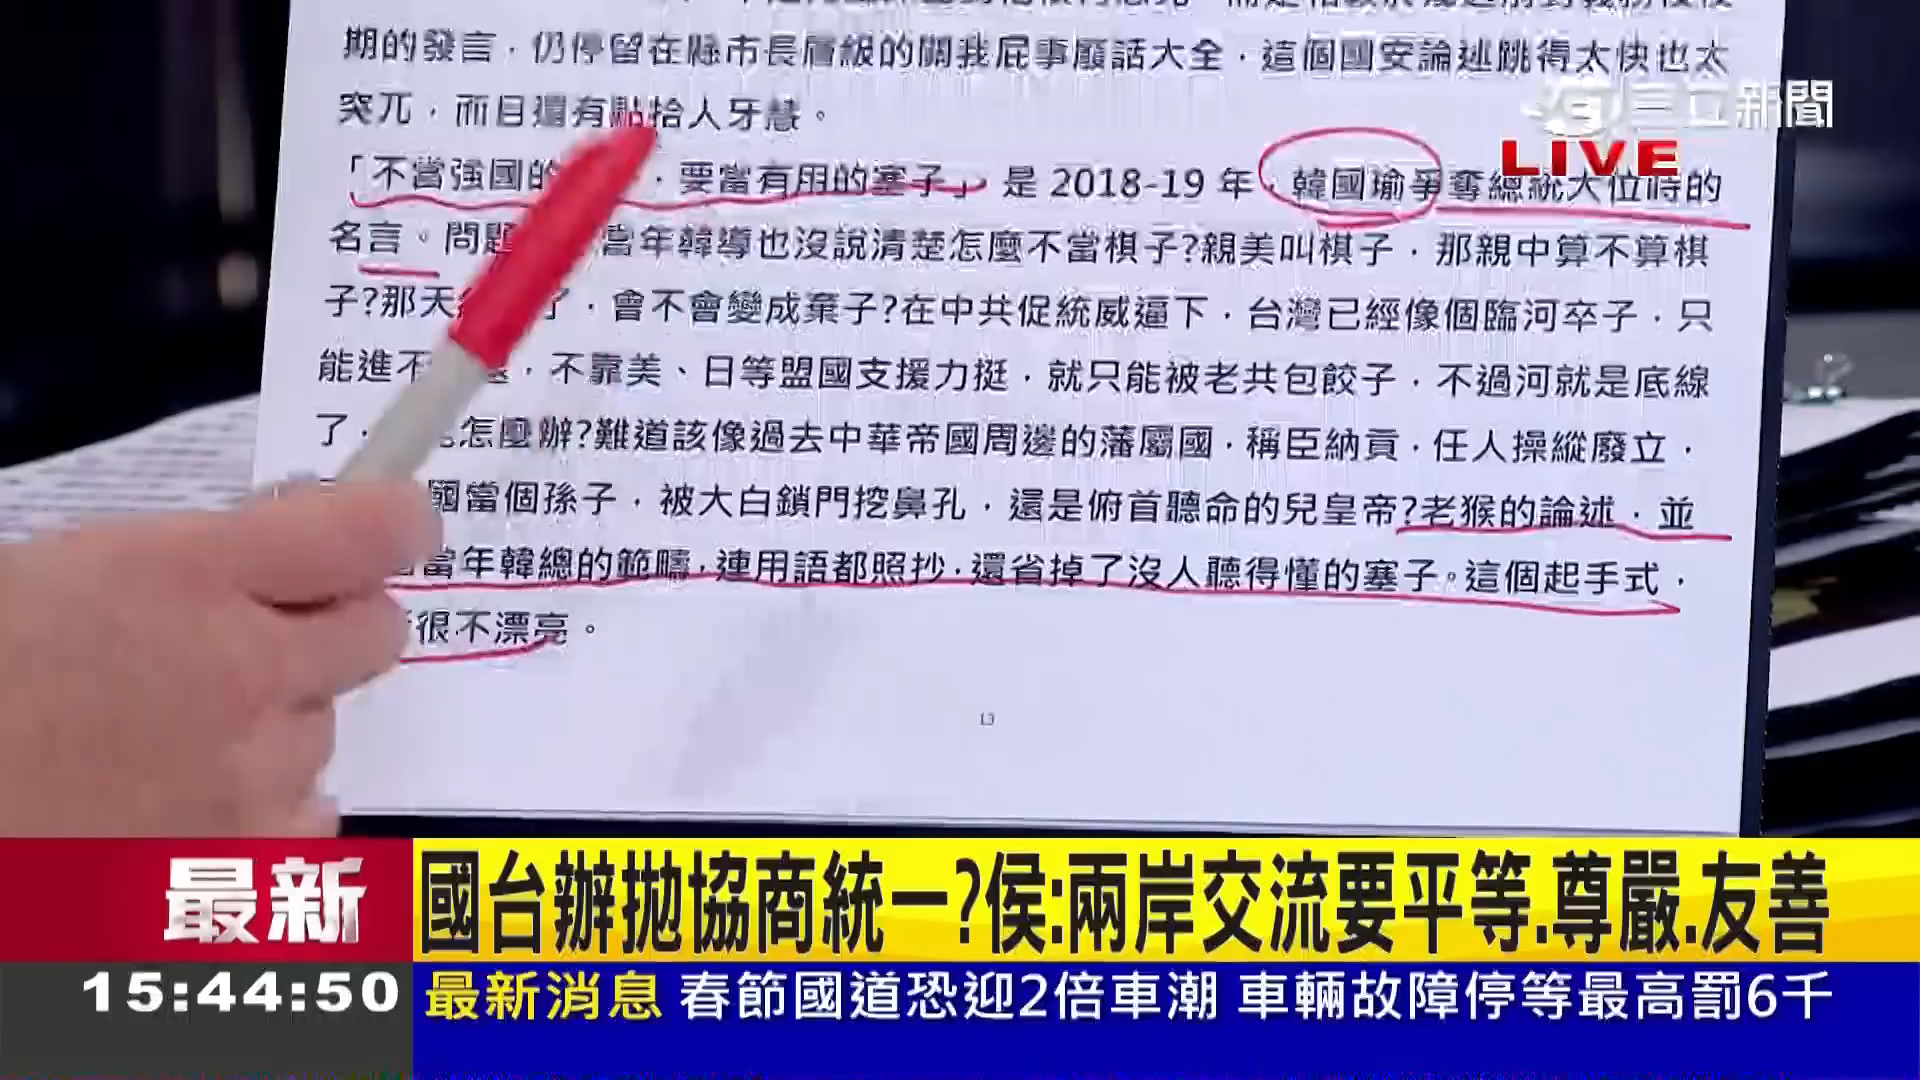 期的發言，仍停留在縣市長層級的關我屁事廢話大全，這個國安論述跳得太快也太
突兀，而且還有點拾人牙慧。
三立新聞
LIVE
「不當強國的，要當有用的塞子」是 2018-19 年，韓國瑜爭奪總統大位時的
名言。問題當年韓導也沒說清楚怎麼不當棋子?親美叫棋子，那親中算不算棋
子?那天了，會不會變成棄子?在中共促統威逼下，台灣已經像個臨河卒子，只
能進不，不靠美、日等盟國支援力挺，就只能被老共包餃子，不過河就是底線
了，怎麼辦?難道該像過去中華帝國周邊的藩屬國，稱臣納貢，任人操縱廢立，
國當個孫子，被大白鎖門挖鼻孔，還是俯首聽命的兒皇帝?老猴的論述，並
當年韓總的範疇，連用語都照抄，還省掉了沒人聽得懂的塞子。這個起手式，
很不漂亮。
13
最新
國台辦拋協商統一?侯:兩岸交流要平等.尊嚴.友善
15:44:50
最新消息 春節國道恐迎2倍車潮 車輛故障停等最高罰6千